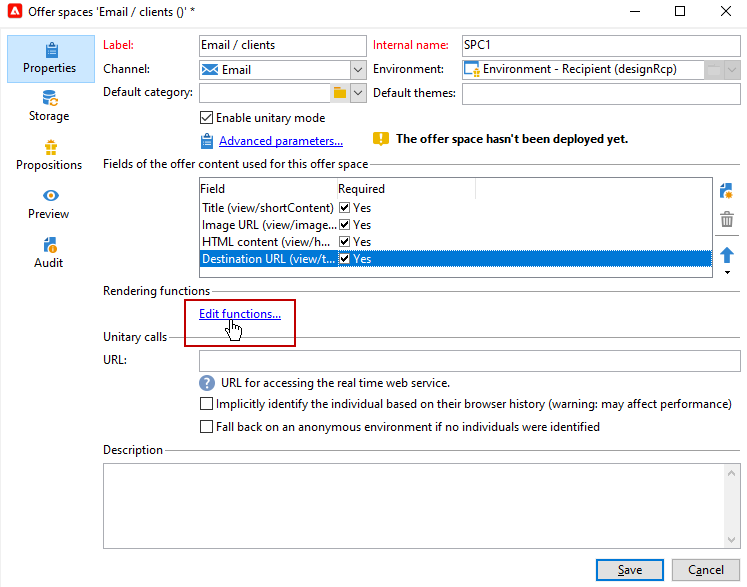 Offer spaces 'Email / clients ()' *
Properties
Storage
Propositions
Preview
Audit
Label: Email / clients Internal name: SPC1
Channel: Email Environment: Environment - Recipient (designRcp)
Default category: Default themes:
Enable unitary mode
Advanced parameters... The offer space hasn't been deployed yet.
Fields of the offer content used for this offer space
Field Required
Title (view/shortContent) Yes
Image URL (view/image... Yes
HTML content (view/h... Yes
Destination URL (view/t... Yes
Rendering functions
Edit functions...
Unitary calls
URL:
? URL for accessing the real time web service.
Implicitly identify the individual based on their browser history (warning: may affect performance)
Fall back on an anonymous environment if no individuals were identified
Description
Save Cancel